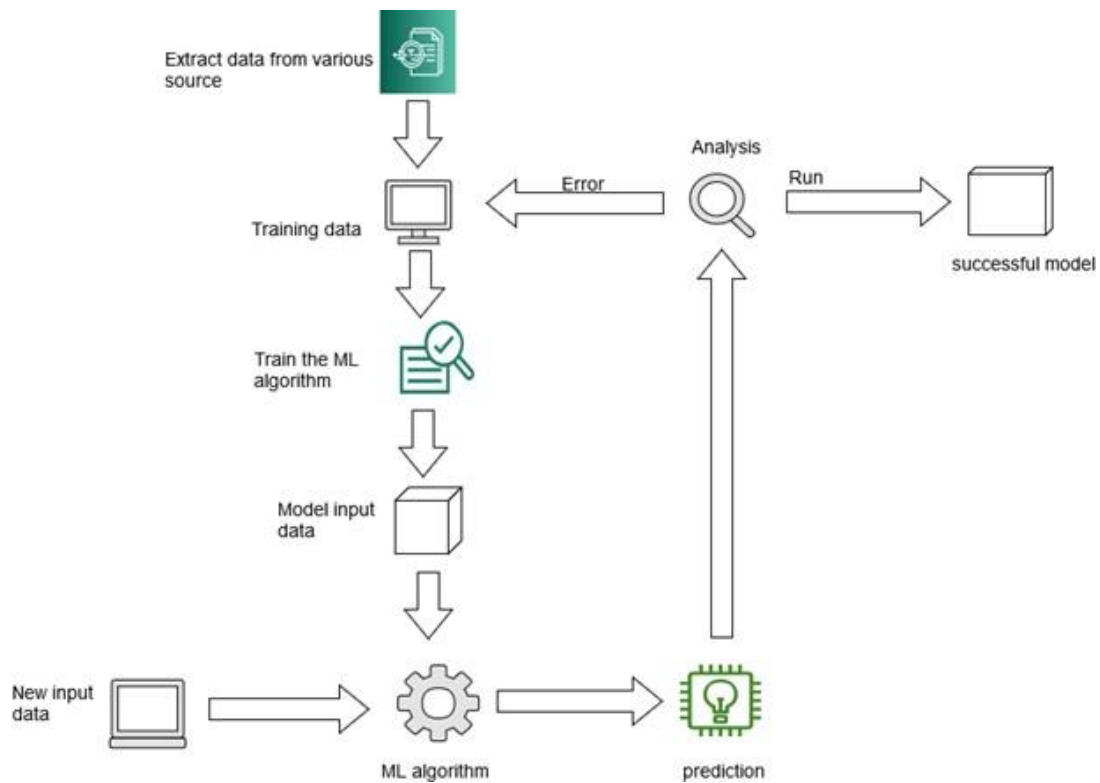 Extract data from various
source
Analysis
Error
Run
Training data
successful model
Train the ML
algorithm
Model input
data
New input
data
ML algorithm
prediction